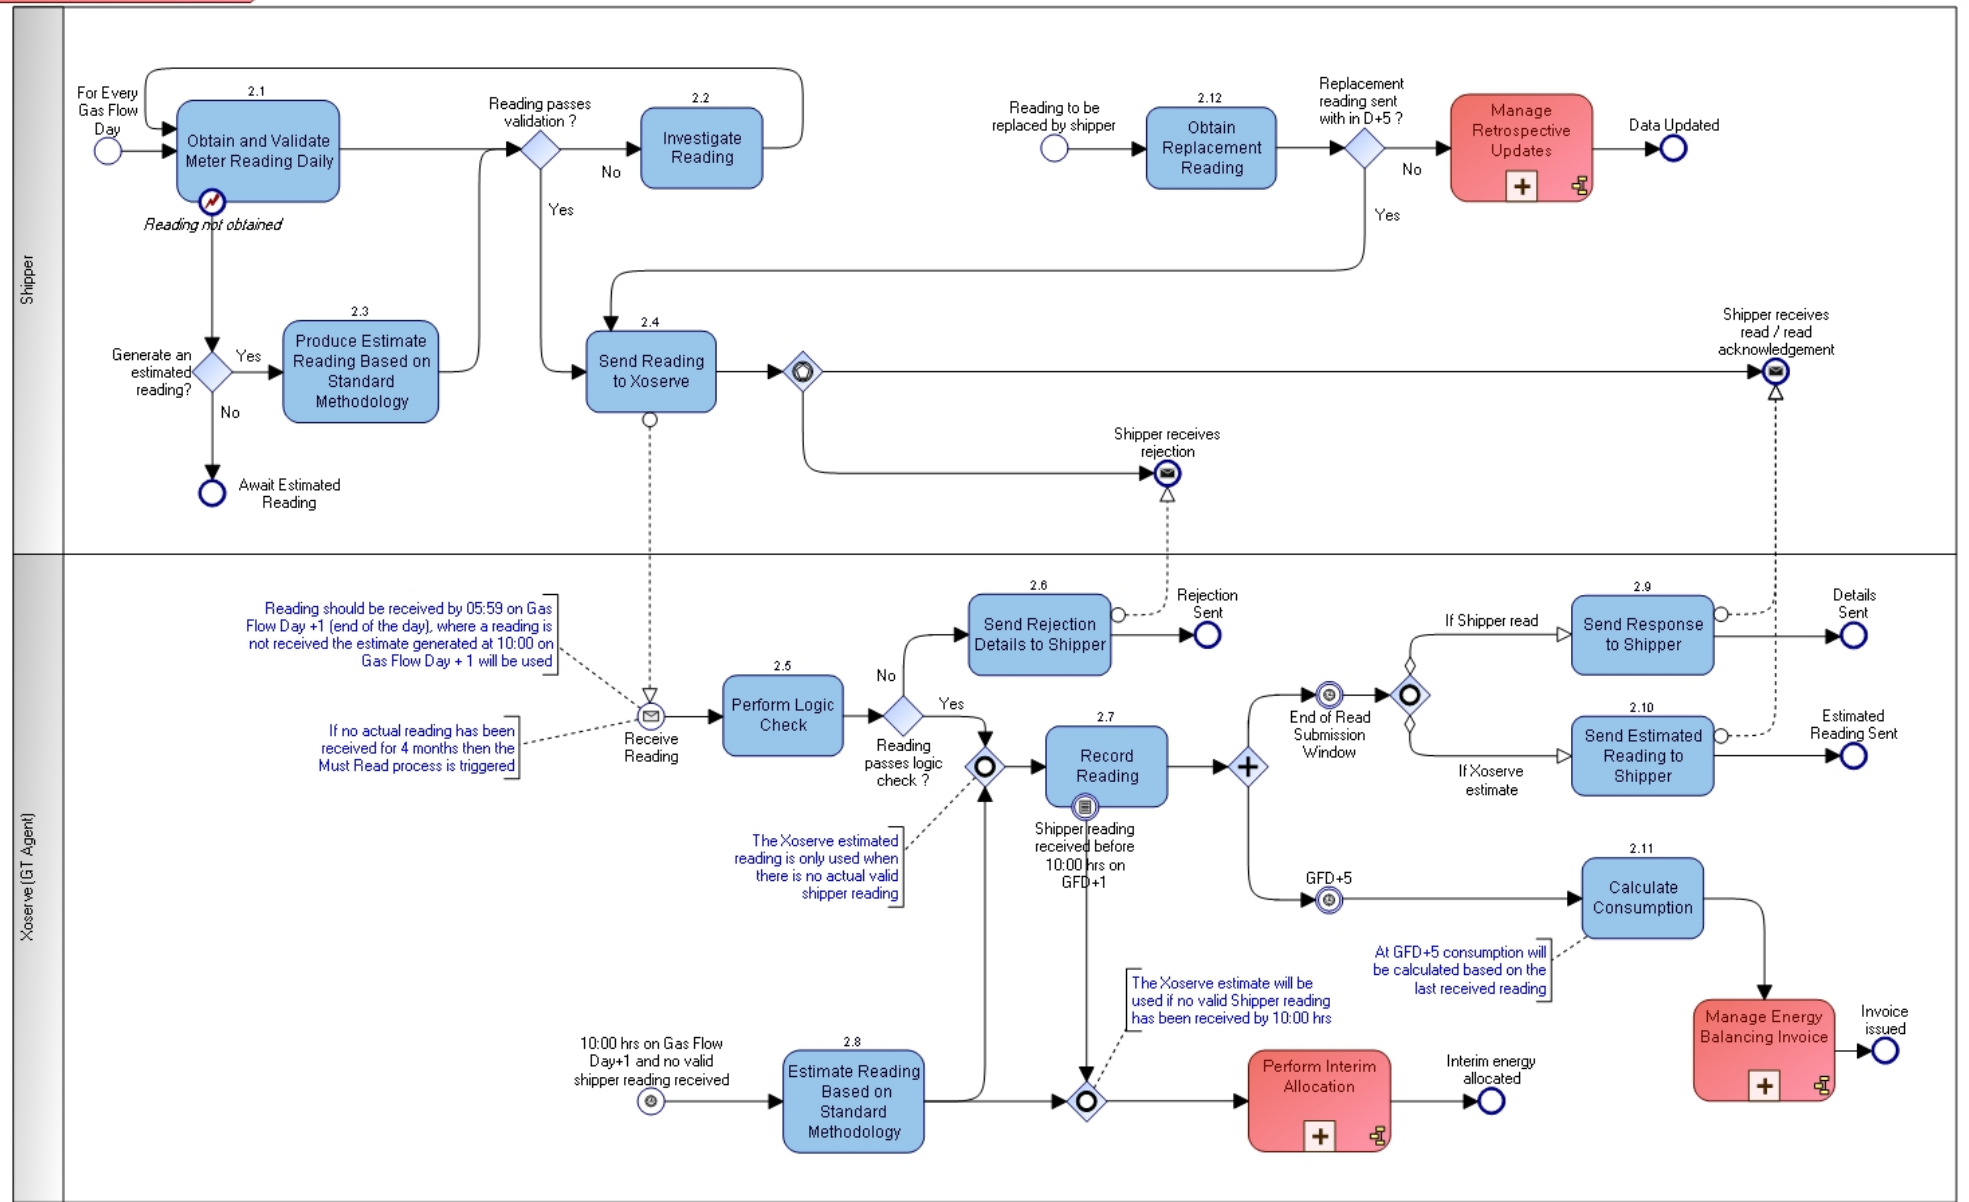 Shipper
For Every
Gas Flow
Day
2.1
Obtain and Validate
Meter Reading Daily
Reading not obtained
Reading passes
validation ?
No
Yes
2.2
Investigate
Reading
Reading to be
replaced by shipper
2.12
Obtain
Replacement
Reading
Replacement
reading sent
with in D+5 ?
No
Yes
Manage
Retrospective
Updates
Data Updated
Generate an
estimated
reading?
Yes
No
2.3
Produce Estimate
Reading Based on
Standard
Methodology
Await Estimated
Reading
2.4
Send Reading
to Xoserve
Shipper receives
rejection
Shipper receives
read / read
acknowledgement
Xoserve (GT Agent)
Reading should be received by 05:59 on Gas
Flow Day +1 (end of the day), where a reading is
not received the estimate generated at 10:00 on
Gas Flow Day + 1 will be used
If no actual reading has been
received for 4 months then the
Must Read process is triggered
Receive
Reading
2.5
Perform Logic
Check
No
Yes
Reading
passes logic
check ?
2.6
Send Rejection
Details to Shipper
Rejection
Sent
2.7
Record
Reading
Shipper reading
received before
10:00 hrs on
GFD+1
The Xoserve estimated
reading is only used when
there is no actual valid
shipper reading
End of Read
Submission
Window
If Shipper read
If Xoserve
estimate
2.9
Send Response
to Shipper
Details
Sent
2.10
Send Estimated
Reading to
Shipper
Estimated
Reading Sent
GFD+5
2.11
Calculate
Consumption
At GFD+5 consumption will
be calculated based on the
last received reading
Manage Energy
Balancing Invoice
Invoice
issued
10:00 hrs on Gas Flow
Day+1 and no valid
shipper reading received
2.8
Estimate Reading
Based on
Standard
Methodology
The Xoserve estimate will be
used if no valid Shipper reading
has been received by 10:00 hrs
Perform Interim
Allocation
Interim energy
allocated